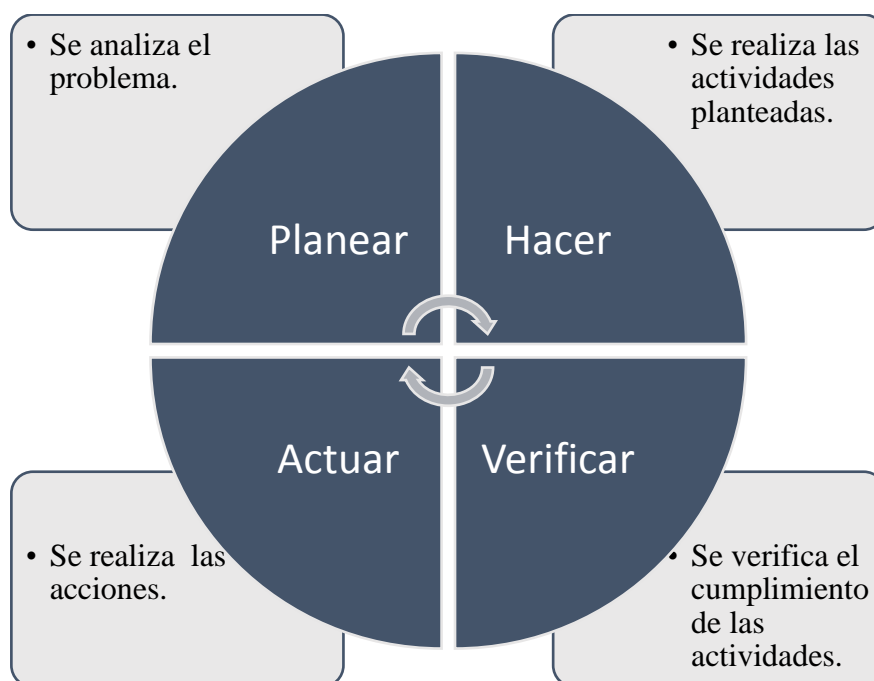 • Se analiza el
problema.
• Se realiza las
actividades
planteadas.
Planear
Hacer
Actuar
Verificar
• Se realiza las
acciones.
• Se verifica el
cumplimiento
de las
actividades.